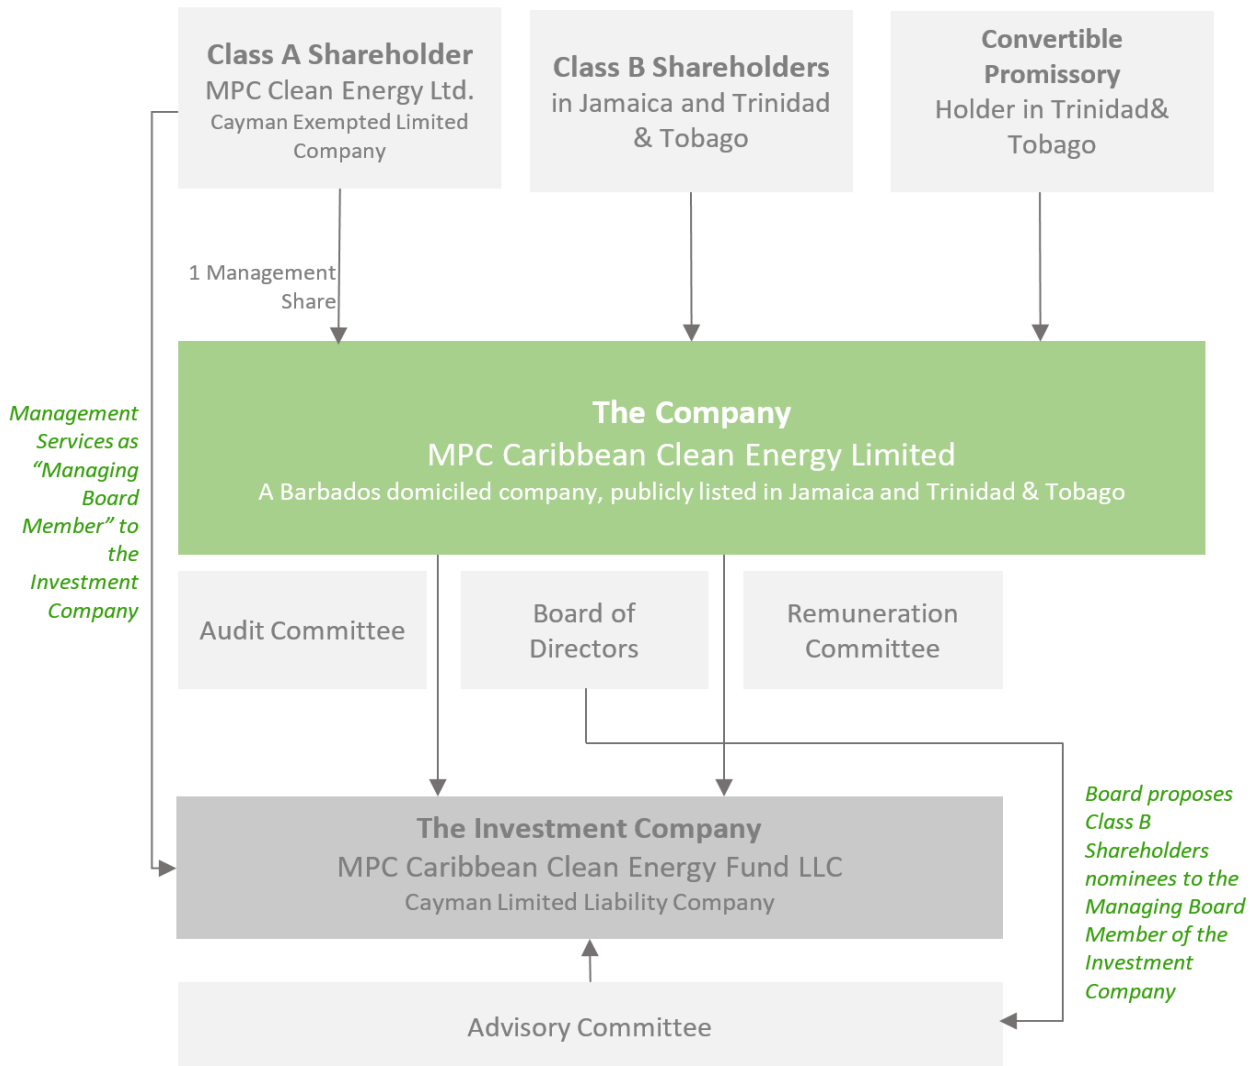 Class A Shareholder
MPC Clean Energy Ltd.
Cayman Exempted Limited
Company
Class B Shareholders
in Jamaica and Trinidad
& Tobago
Convertible
Promissory
Holder in Trinidad&
Tobago
1 Management
Share
The Company
MPC Caribbean Clean Energy Limited
A Barbados domiciled company, publicly listed in Jamaica and Trinidad & Tobago
Management
Services as
“Managing
Board
Member” to
the
Investment
Company
Audit Committee
Board of
Directors
Remuneration
Committee
The Investment Company
MPC Caribbean Clean Energy Fund LLC
Cayman Limited Liability Company
Board proposes
Class B
Shareholders
nominees to the
Managing Board
Member of the
Investment
Company
Advisory Committee